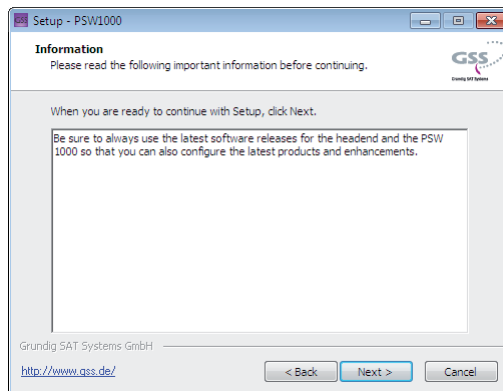 GSS Setup - PSW1000
Information
Please read the following important information before continuing.
GSS
Grundig SAT Systems
When you are ready to continue with Setup, click Next.
Be sure to always use the latest software releases for the headend and the PSW
1000 so that you can also configure the latest products and enhancements.
Grundig SAT Systems GmbH
http://www.gss.de/
< Back
Next >
Cancel